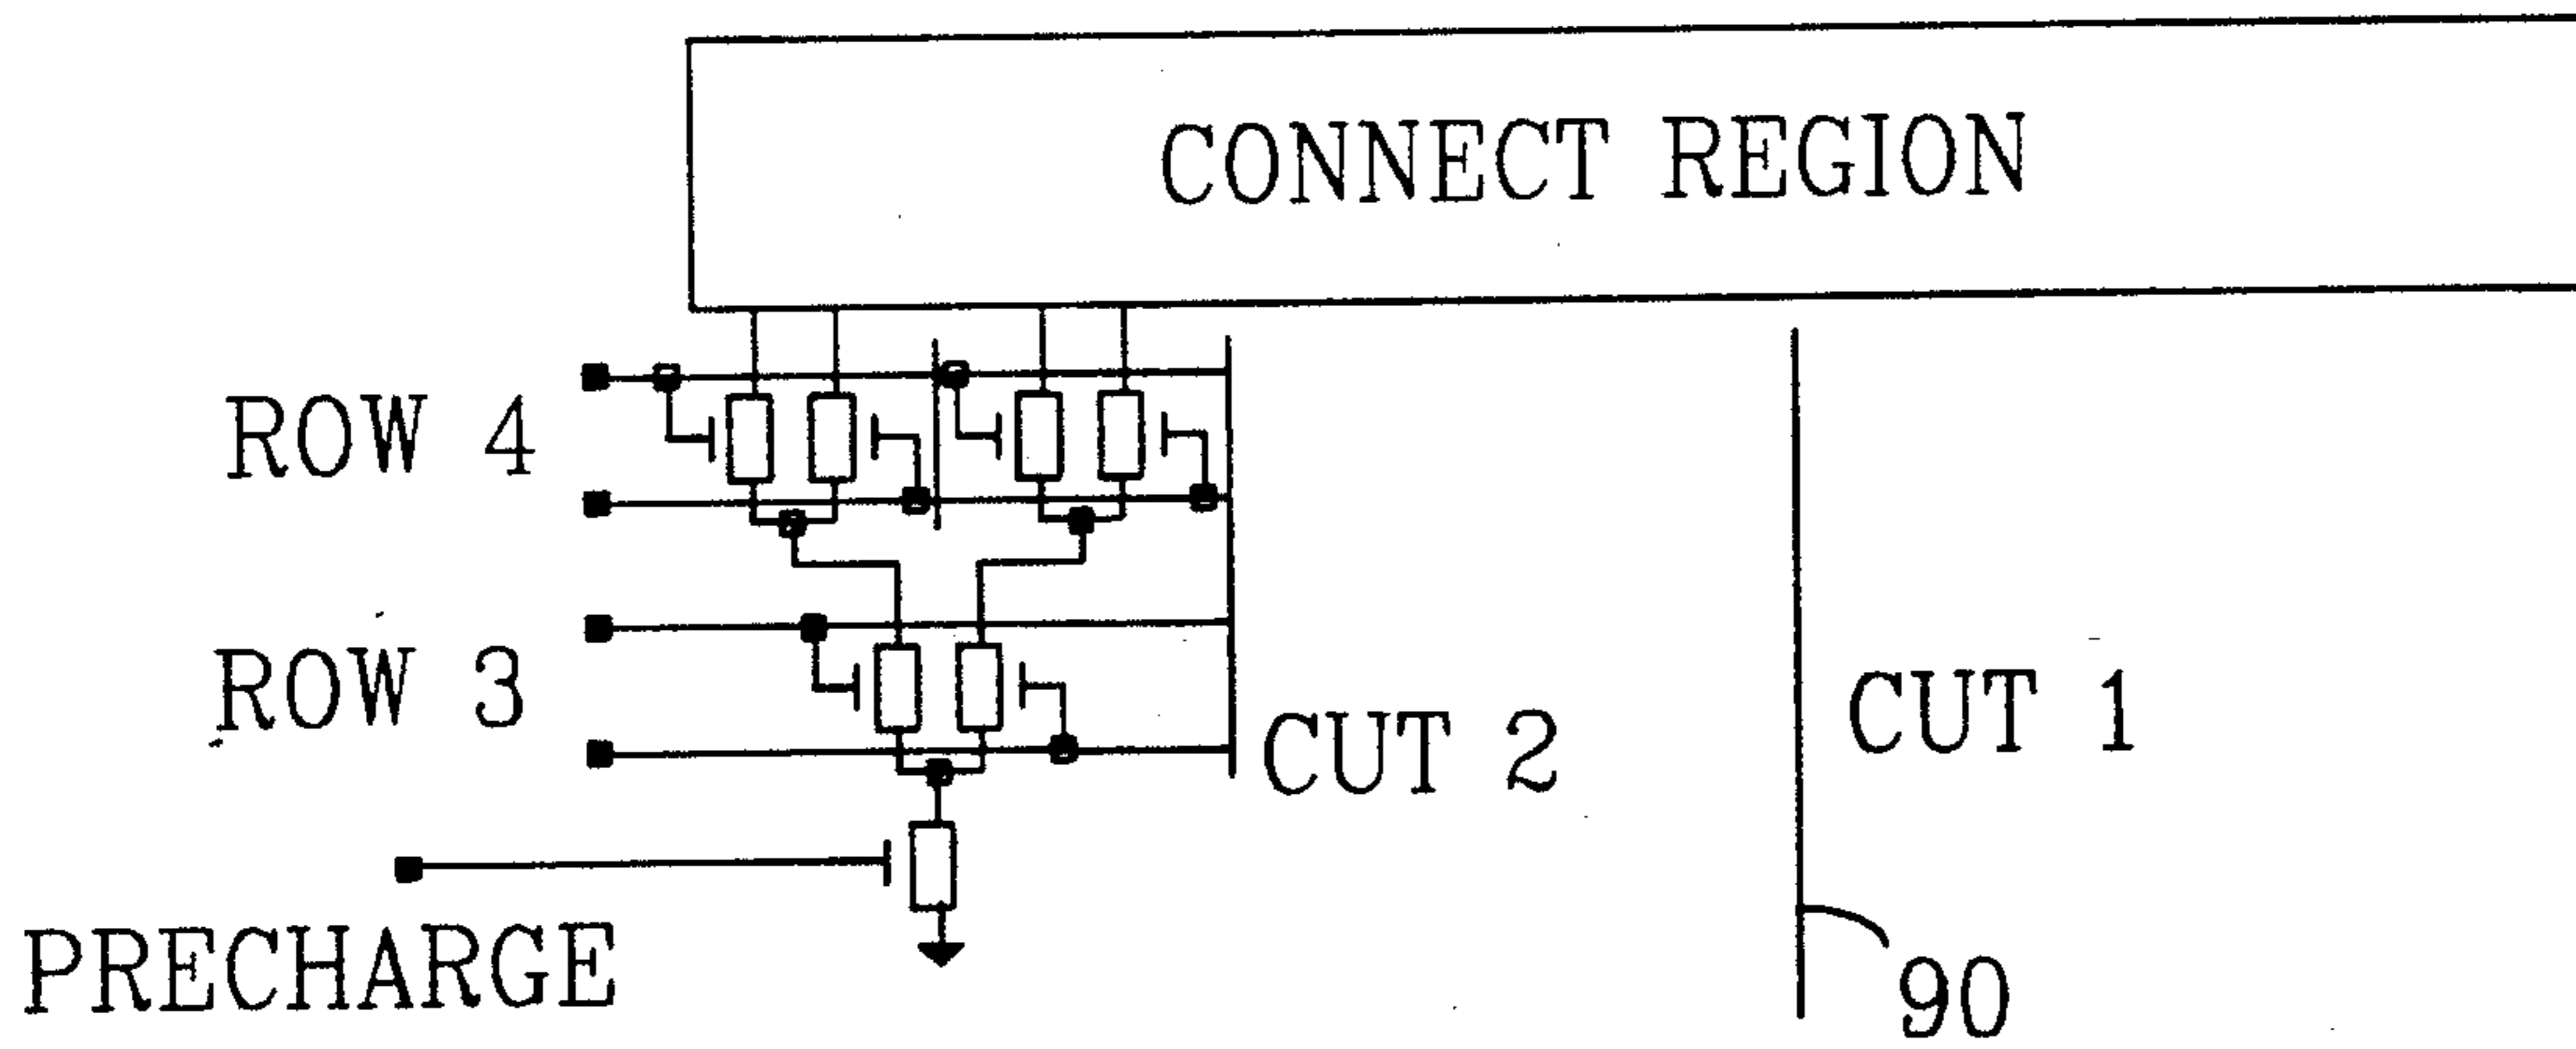 CONNECT REGION
ROW 4
ROW 3
CUT 2
CUT 1
PRECHARGE
90